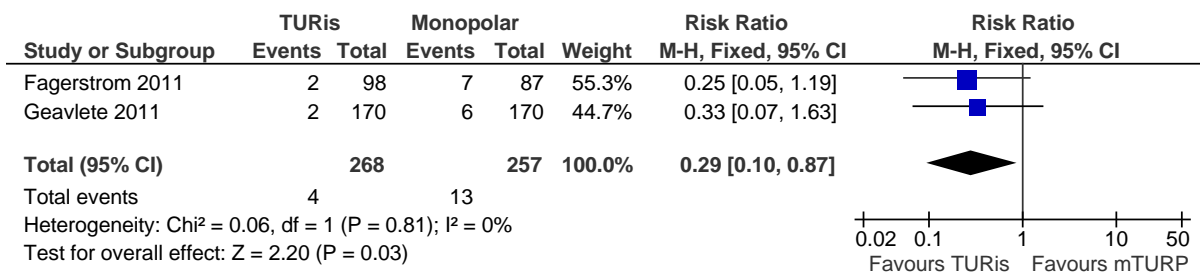 TURis Monopolar Risk Ratio Risk Ratio
Study or Subgroup Events Total Events Total Weight M-H, Fixed, 95% CI M-H, Fixed, 95% CI
Fagerstrom 2011 2 98 7 87 55.3% 0.25 [0.05, 1.19]
Geavlete 2011 2 170 6 170 44.7% 0.33 [0.07, 1.63]
Total (95% CI) 268 257 100.0% 0.29 [0.10, 0.87]
Total events 4 13
Heterogeneity: Chi² = 0.06, df = 1 (P = 0.81); I² = 0%
Test for overall effect: Z = 2.20 (P = 0.03)
0.02 0.1 1 10 50
Favours TURis Favours mTURP